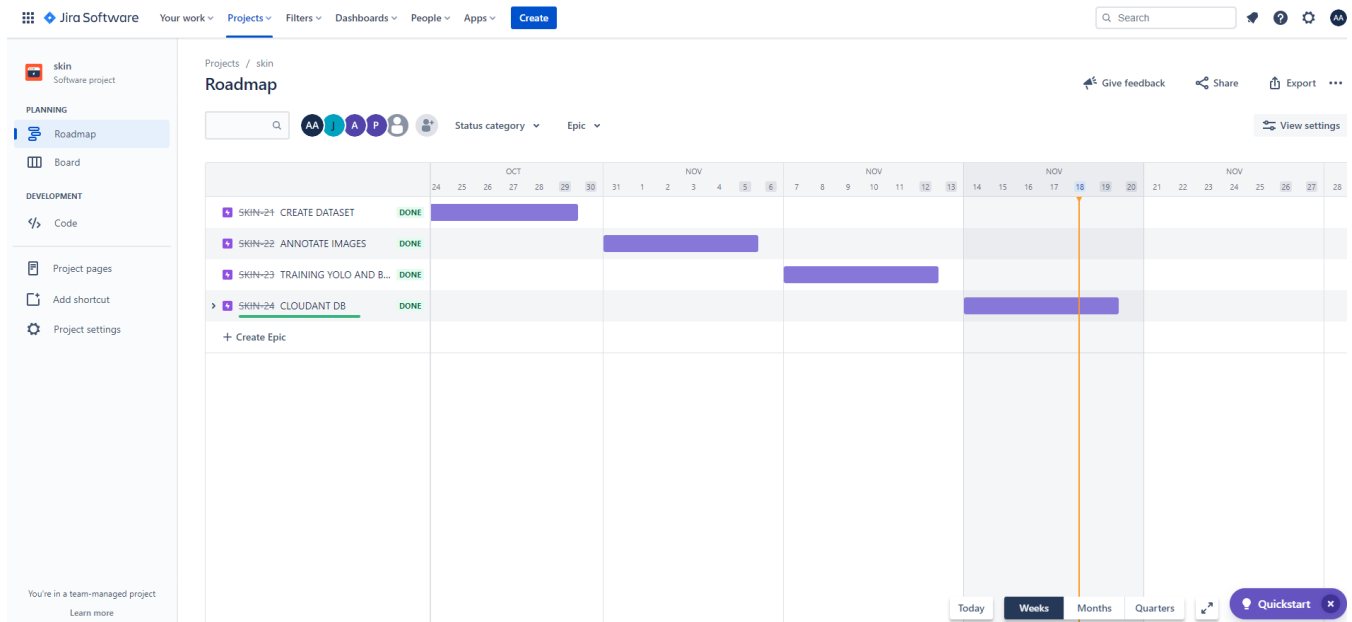 Jira Software Your work Projects Filters Dashboards People Apps Create Search AA
skin
Software project
PLANNING
Roadmap
Board
DEVELOPMENT
Code
Project pages
Add shortcut
Project settings
You're in a team-managed project
Learn more
Projects / skin
Roadmap
Give feedback Share Export
AA J A P Status category Epic View settings
OCT NOV NOV NOV NOV
24 25 26 27 28 29 30 31 1 2 3 4 5 6 7 8 9 10 11 12 13 14 15 16 17 18 19 20 21 22 23 24 25 26 27 28
SKIN-21 CREATE DATASET DONE
SKIN-22 ANNOTATE IMAGES DONE
SKIN-23 TRAINING YOLO AND B... DONE
SKIN-24 CLOUDANT DB DONE
+ Create Epic
Today Weeks Months Quarters Quickstart